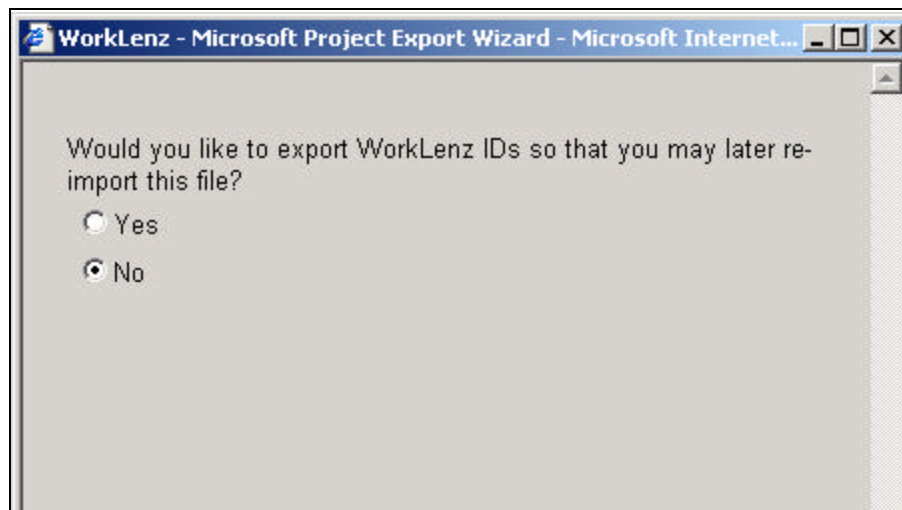 WorkLenz - Microsoft Project Export Wizard - Microsoft Internet...
Would you like to export WorkLenz IDs so that you may later re-
import this file?
Yes
No